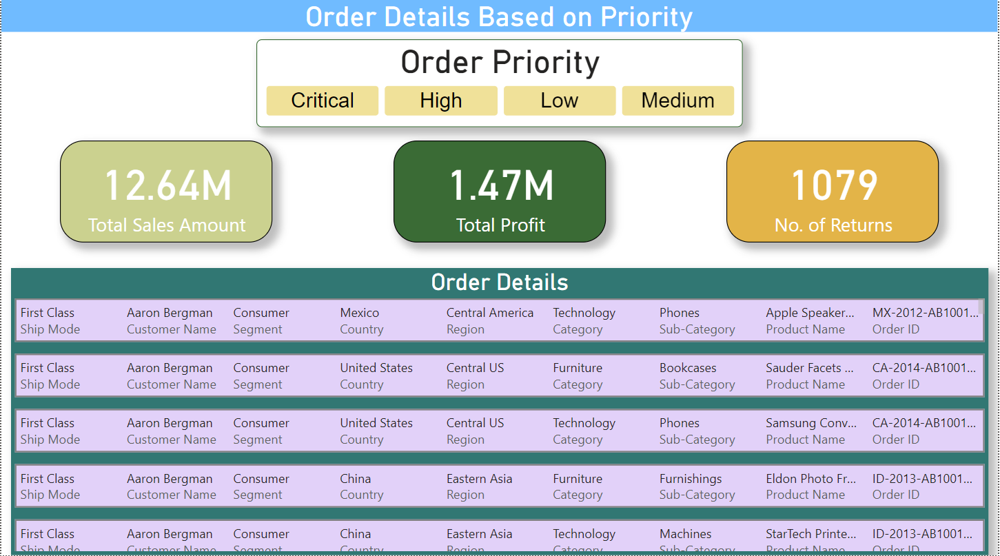 Order Details Based on Priority
Order Priority
Critical High Low Medium
12.64M 1.47M 1079
Total Sales Amount Total Profit No. of Returns
Order Details
First Class Aaron Bergman Consumer Mexico Central America Technology Phones Apple Speaker... MX-2012-AB1001...
Ship Mode Customer Name Segment Country Region Category Sub-Category Product Name Order ID
First Class Aaron Bergman Consumer United States Central US Furniture Bookcases Sauder Facets ... CA-2014-AB1001...
Ship Mode Customer Name Segment Country Region Category Sub-Category Product Name Order ID
First Class Aaron Bergman Consumer United States Central US Technology Phones Samsung Conv... CA-2014-AB1001...
Ship Mode Customer Name Segment Country Region Category Sub-Category Product Name Order ID
First Class Aaron Bergman Consumer China Eastern Asia Furniture Furnishings Eldon Photo Fr... ID-2013-AB1001...
Ship Mode Customer Name Segment Country Region Category Sub-Category Product Name Order ID
First Class Aaron Bergman Consumer China Eastern Asia Technology Machines StarTech Printe... ID-2013-AB1001...
Ship Mode Customer Name Segment Country Region Category Sub-Category Product Name Order ID